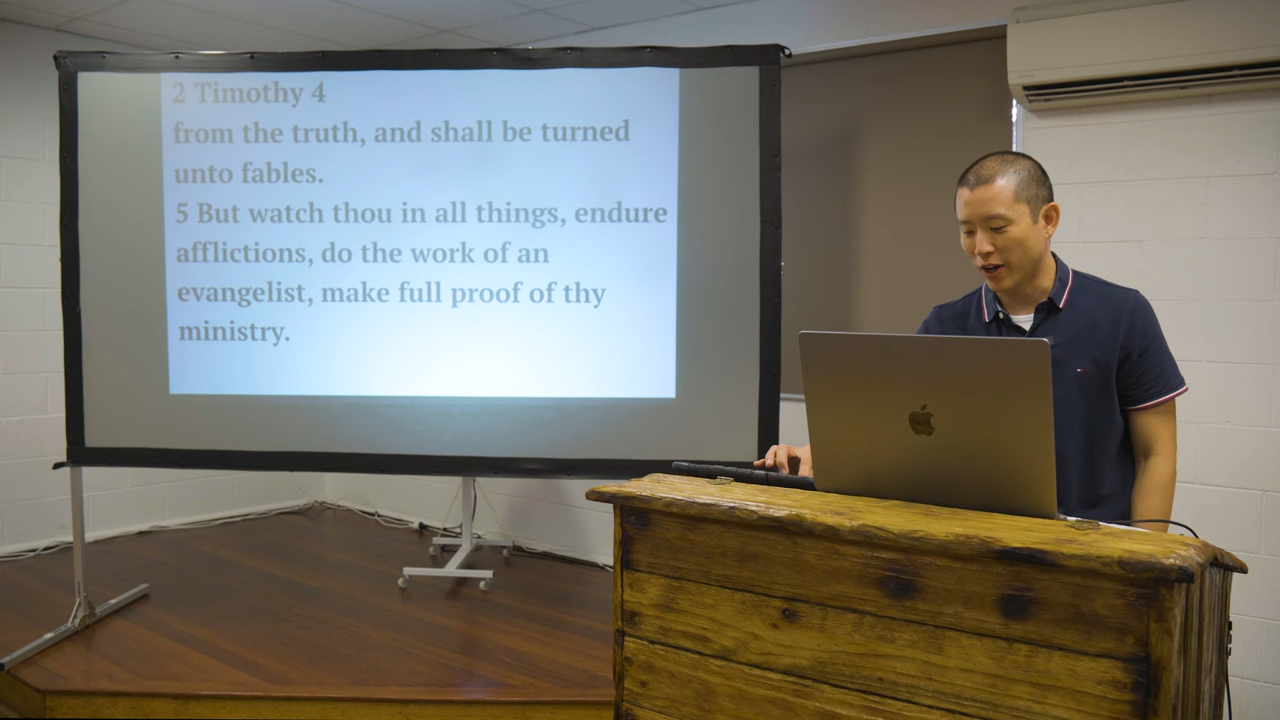 2 Timothy 4
from the truth, and shall be turned
unto fables.
5 But watch thou in all things, endure
afflictions, do the work of an
evangelist, make full proof of thy
ministry.